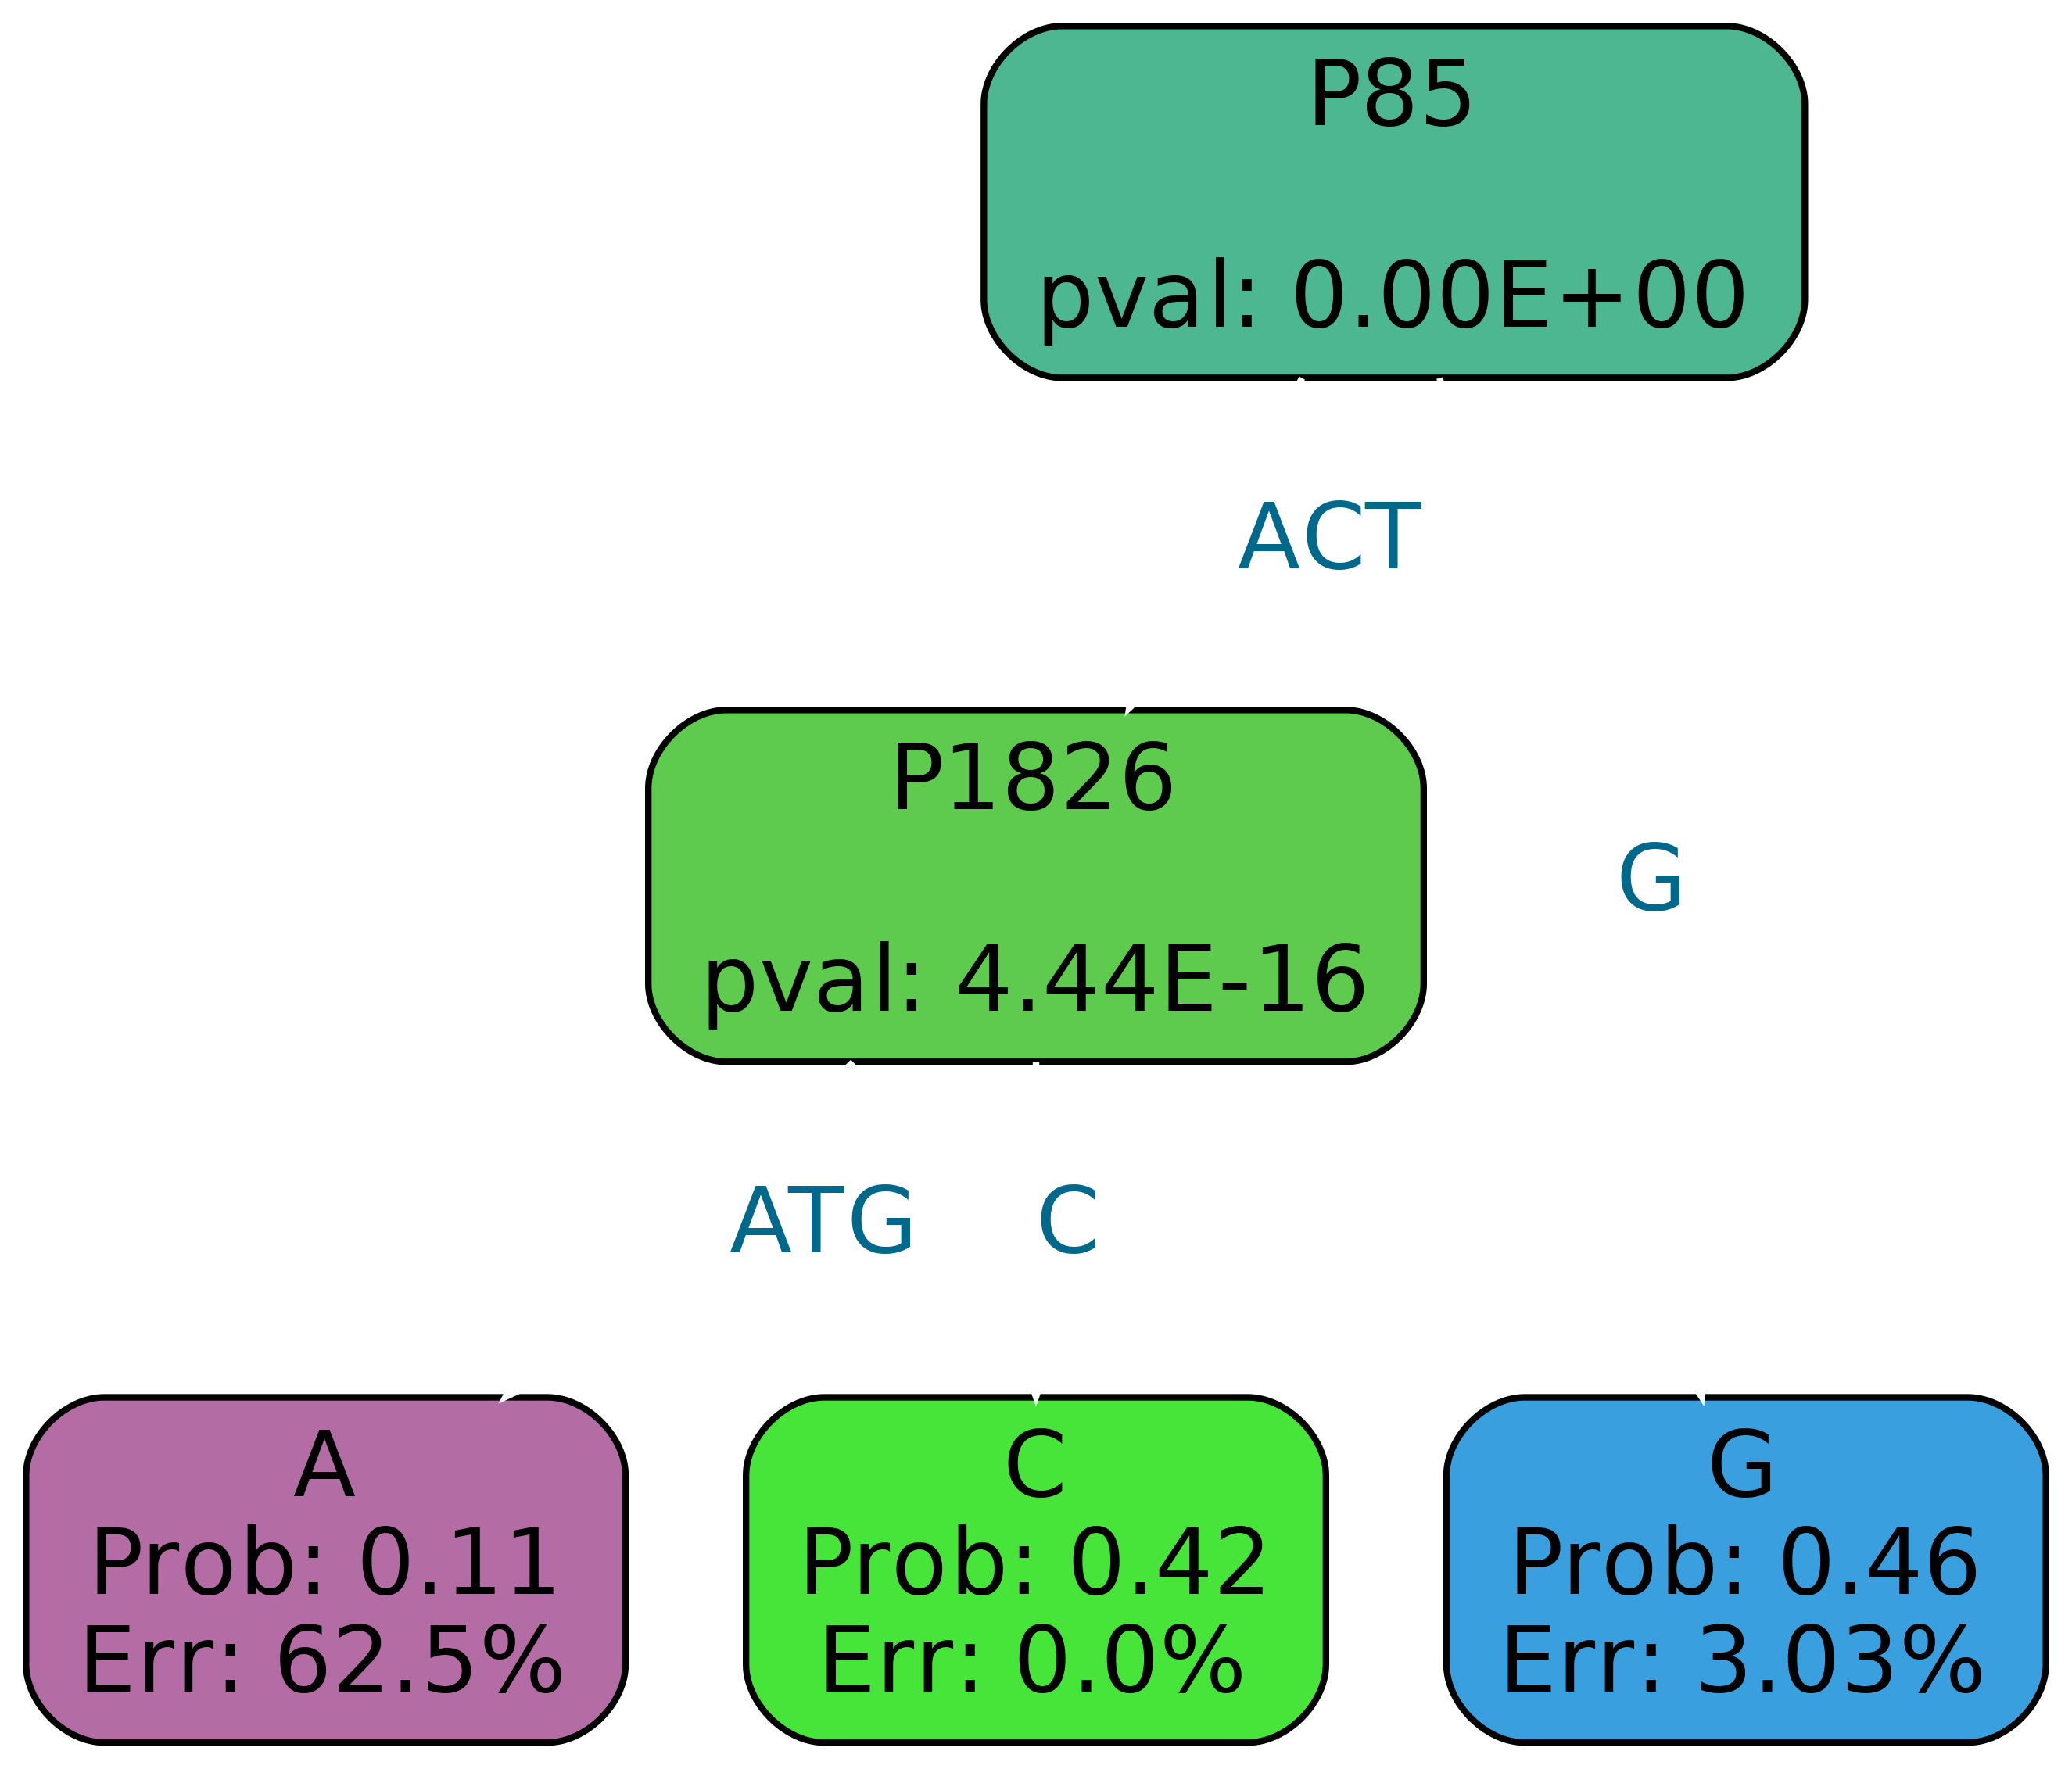 P85
pval: 0.00E+00
ACT
P1826
pval: 4.44E-16
G
ATG
C
A
Prob: 0.11
Err: 62.5%
C
Prob: 0.42
Err: 0.0%
G
Prob: 0.46
Err: 3.03%